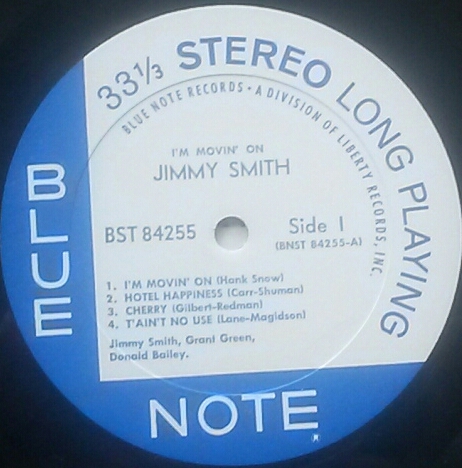 33⅓ STEREO LONG PLAYING
BLUE NOTE RECORDS • A DIVISION OF LIBERTY RECORDS, INC.
I'M MOVIN' ON
JIMMY SMITH
BST 84255
Side 1
(BNST 84255-A)
1. I'M MOVIN' ON (Hank Snow)
2. HOTEL HAPPINESS (Carr-Shuman)
3. CHERRY (Gilbert-Redman)
4. T'AIN'T NO USE (Lane-Magidson)
Jimmy Smith, Grant Green,
Donald Bailey.
BLUE
NOTE